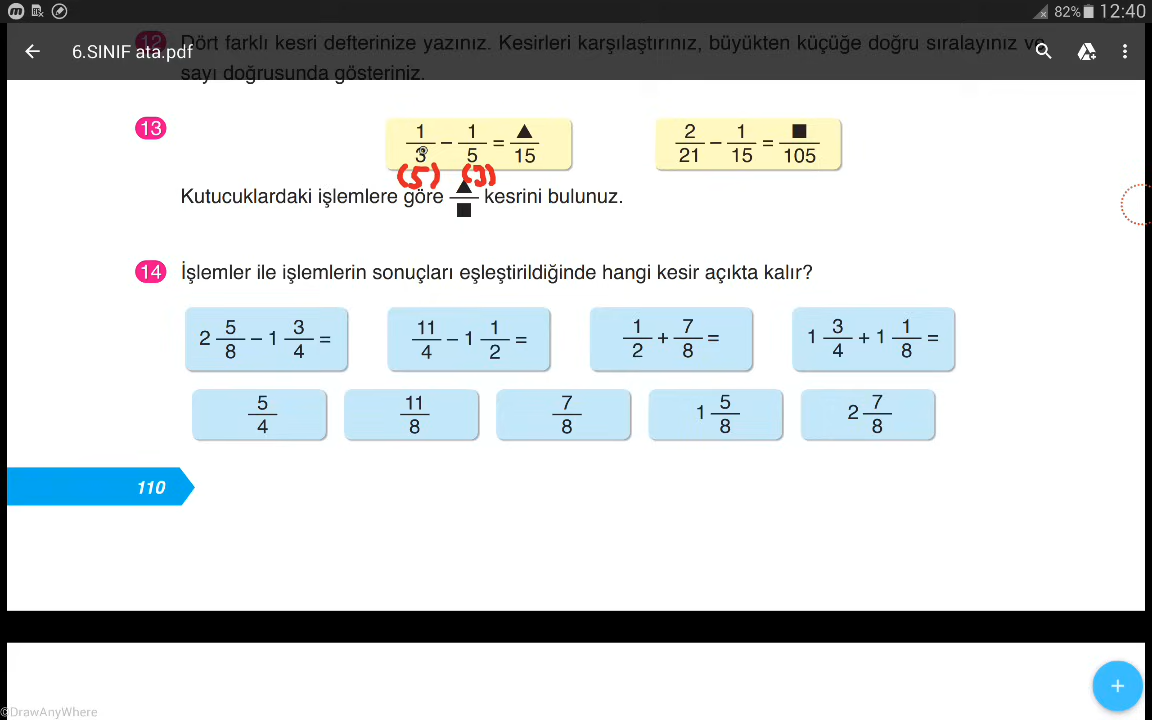 82% 12:40
12 Dört farklı kesri defterinize yazınız. Kesirleri karşılaştırınız, büyükten küçüğe doğru sıralayınız ve
6.SINIF ata.pdf
sayı doğrusunda gösteriniz.
13
1/3 − 1/5 = ▲/15
2/21 − 1/15 = ■/105
(5) (3)
Kutucuklardaki işlemlere göre ▲/■ kesrini bulunuz.
14 İşlemler ile işlemlerin sonuçları eşleştirildiğinde hangi kesir açıkta kalır?
2 5/8 − 1 3/4 =
11/4 − 1 1/2 =
1/2 + 7/8 =
1 3/4 + 1 1/8 =
5/4
11/8
7/8
1 5/8
2 7/8
110
©DrawAnyWhere